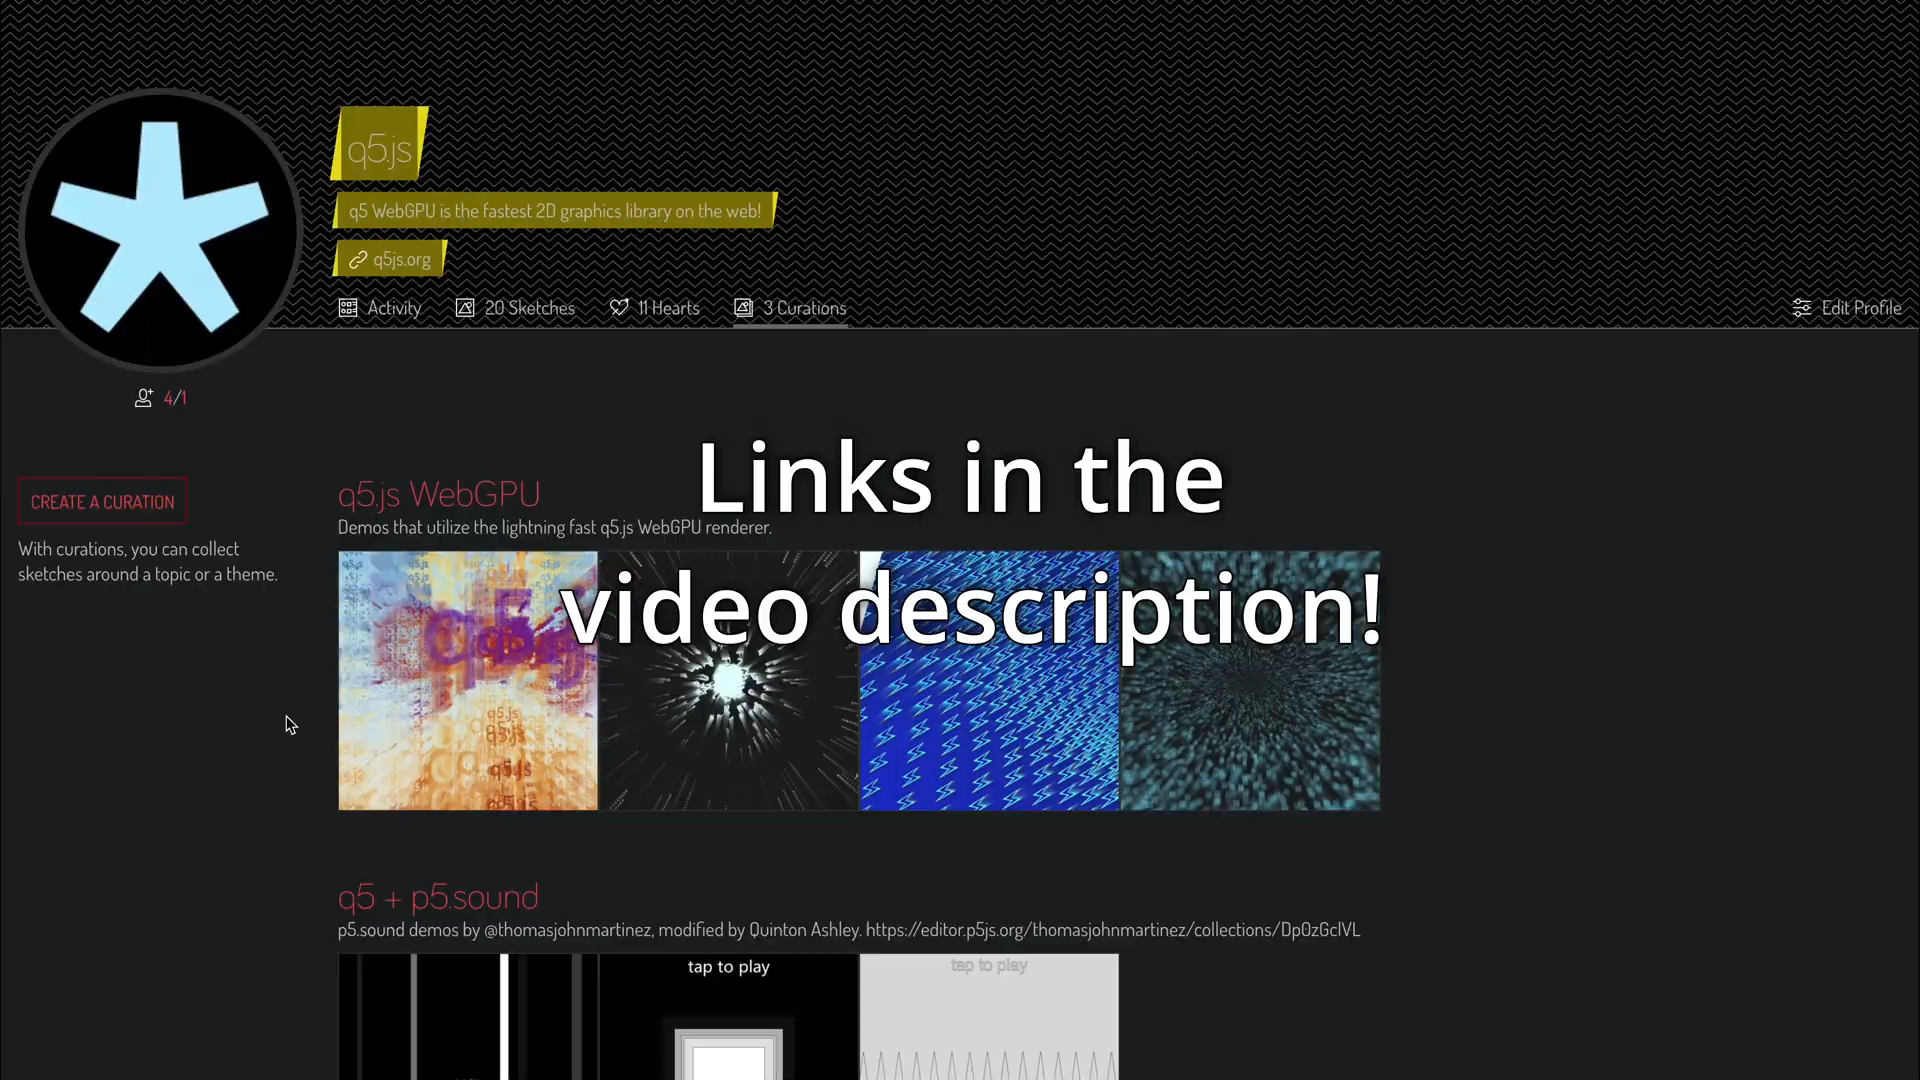 q5.js
q5 WebGPU is the fastest 2D graphics library on the web!
q5js.org
Activity
20 Sketches
11 Hearts
3 Curations
Edit Profile
4/1
CREATE A CURATION
With curations, you can collect
sketches around a topic or a theme.
Links in the
video description!
q5.js WebGPU
Demos that utilize the lightning fast q5.js WebGPU renderer.
q5.js
q5.js
q5 + p5.sound
p5.sound demos by @thomasjohnmartinez, modified by Quinton Ashley. https://editor.p5js.org/thomasjohnmartinez/collections/Dp0zGclVL
tap to play
tap to play